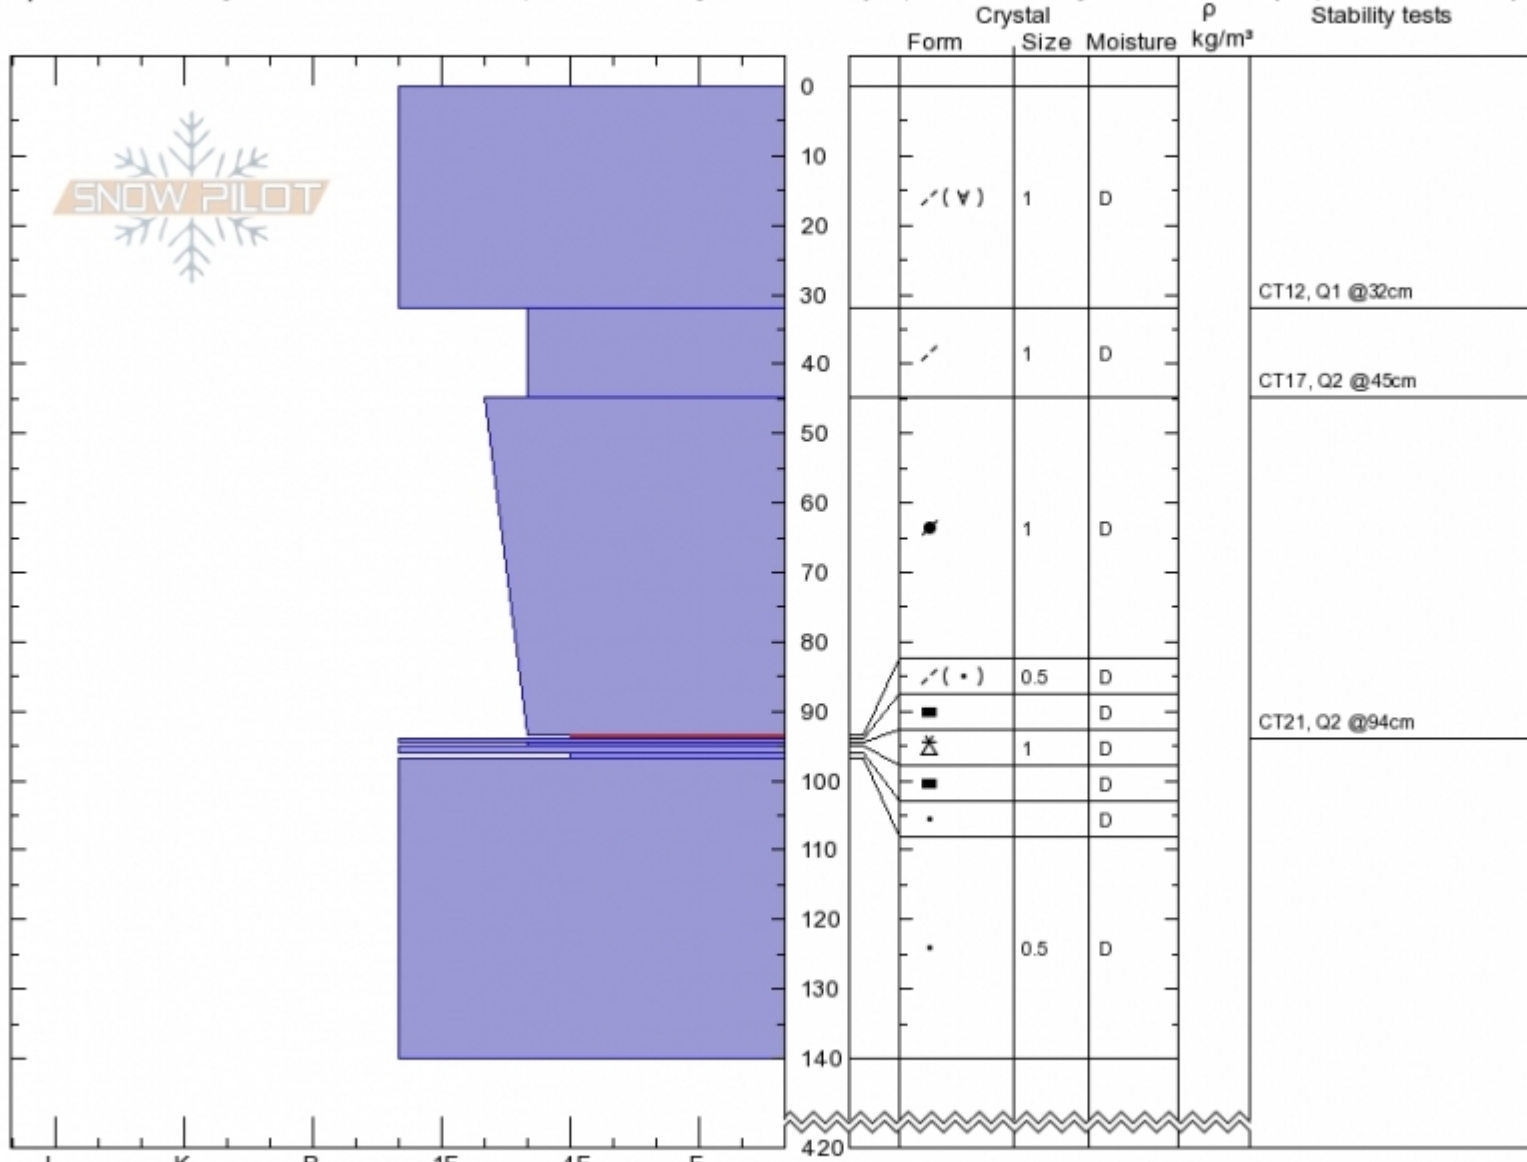 Crystal
ρ
Stability tests
Form
Size
Moisture
kg/m³
SNOW PILOT
0
10
( ) 1 D
20
30
CT12, Q1 @32cm
1 D
40
CT17, Q2 @45cm
50
60
1 D
70
80
( ) 0.5 D
90
D
CT21, Q2 @94cm
1 D
100
D
D
110
120
0.5 D
130
140
420